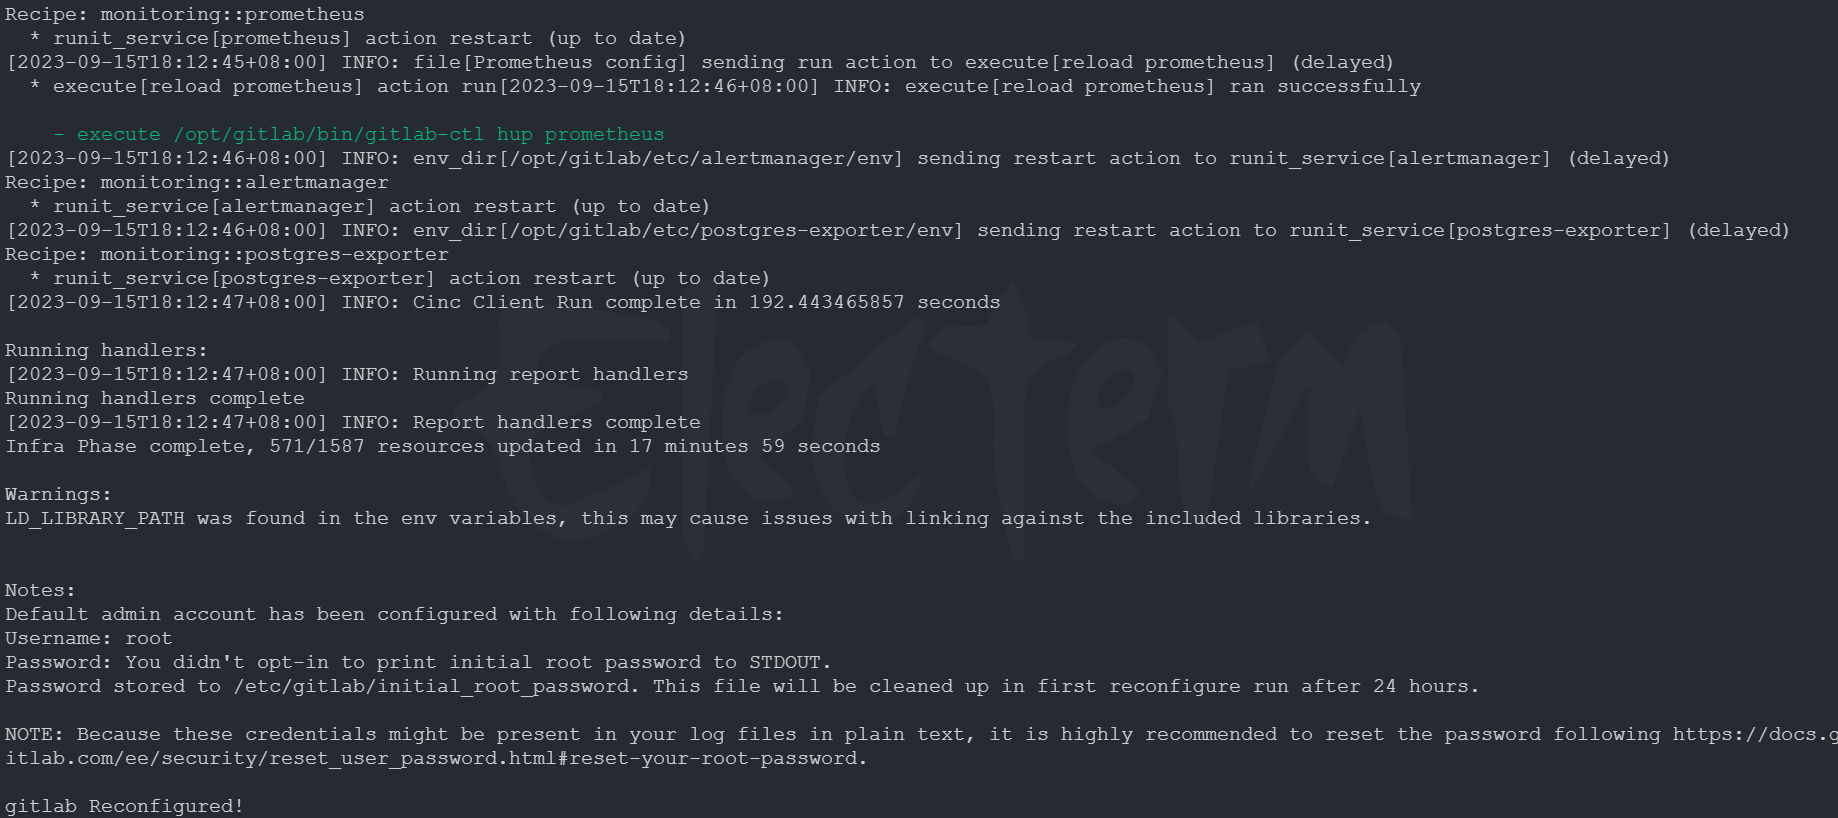 Recipe: monitoring::prometheus
  * runit_service[prometheus] action restart (up to date)
[2023-09-15T18:12:45+08:00] INFO: file[Prometheus config] sending run action to execute[reload prometheus] (delayed)
  * execute[reload prometheus] action run[2023-09-15T18:12:46+08:00] INFO: execute[reload prometheus] ran successfully
    - execute /opt/gitlab/bin/gitlab-ctl hup prometheus
[2023-09-15T18:12:46+08:00] INFO: env_dir[/opt/gitlab/etc/alertmanager/env] sending restart action to runit_service[alertmanager] (delayed)
Recipe: monitoring::alertmanager
  * runit_service[alertmanager] action restart (up to date)
[2023-09-15T18:12:46+08:00] INFO: env_dir[/opt/gitlab/etc/postgres-exporter/env] sending restart action to runit_service[postgres-exporter] (delayed)
Recipe: monitoring::postgres-exporter
  * runit_service[postgres-exporter] action restart (up to date)
[2023-09-15T18:12:47+08:00] INFO: Cinc Client Run complete in 192.443465857 seconds
Electerm
Running handlers:
[2023-09-15T18:12:47+08:00] INFO: Running report handlers
Running handlers complete
[2023-09-15T18:12:47+08:00] INFO: Report handlers complete
Infra Phase complete, 571/1587 resources updated in 17 minutes 59 seconds
Warnings:
LD_LIBRARY_PATH was found in the env variables, this may cause issues with linking against the included libraries.
Notes:
Default admin account has been configured with following details:
Username: root
Password: You didn't opt-in to print initial root password to STDOUT.
Password stored to /etc/gitlab/initial_root_password. This file will be cleaned up in first reconfigure run after 24 hours.
NOTE: Because these credentials might be present in your log files in plain text, it is highly recommended to reset the password following https://docs.g
itlab.com/ee/security/reset_user_password.html#reset-your-root-password.
gitlab Reconfigured!